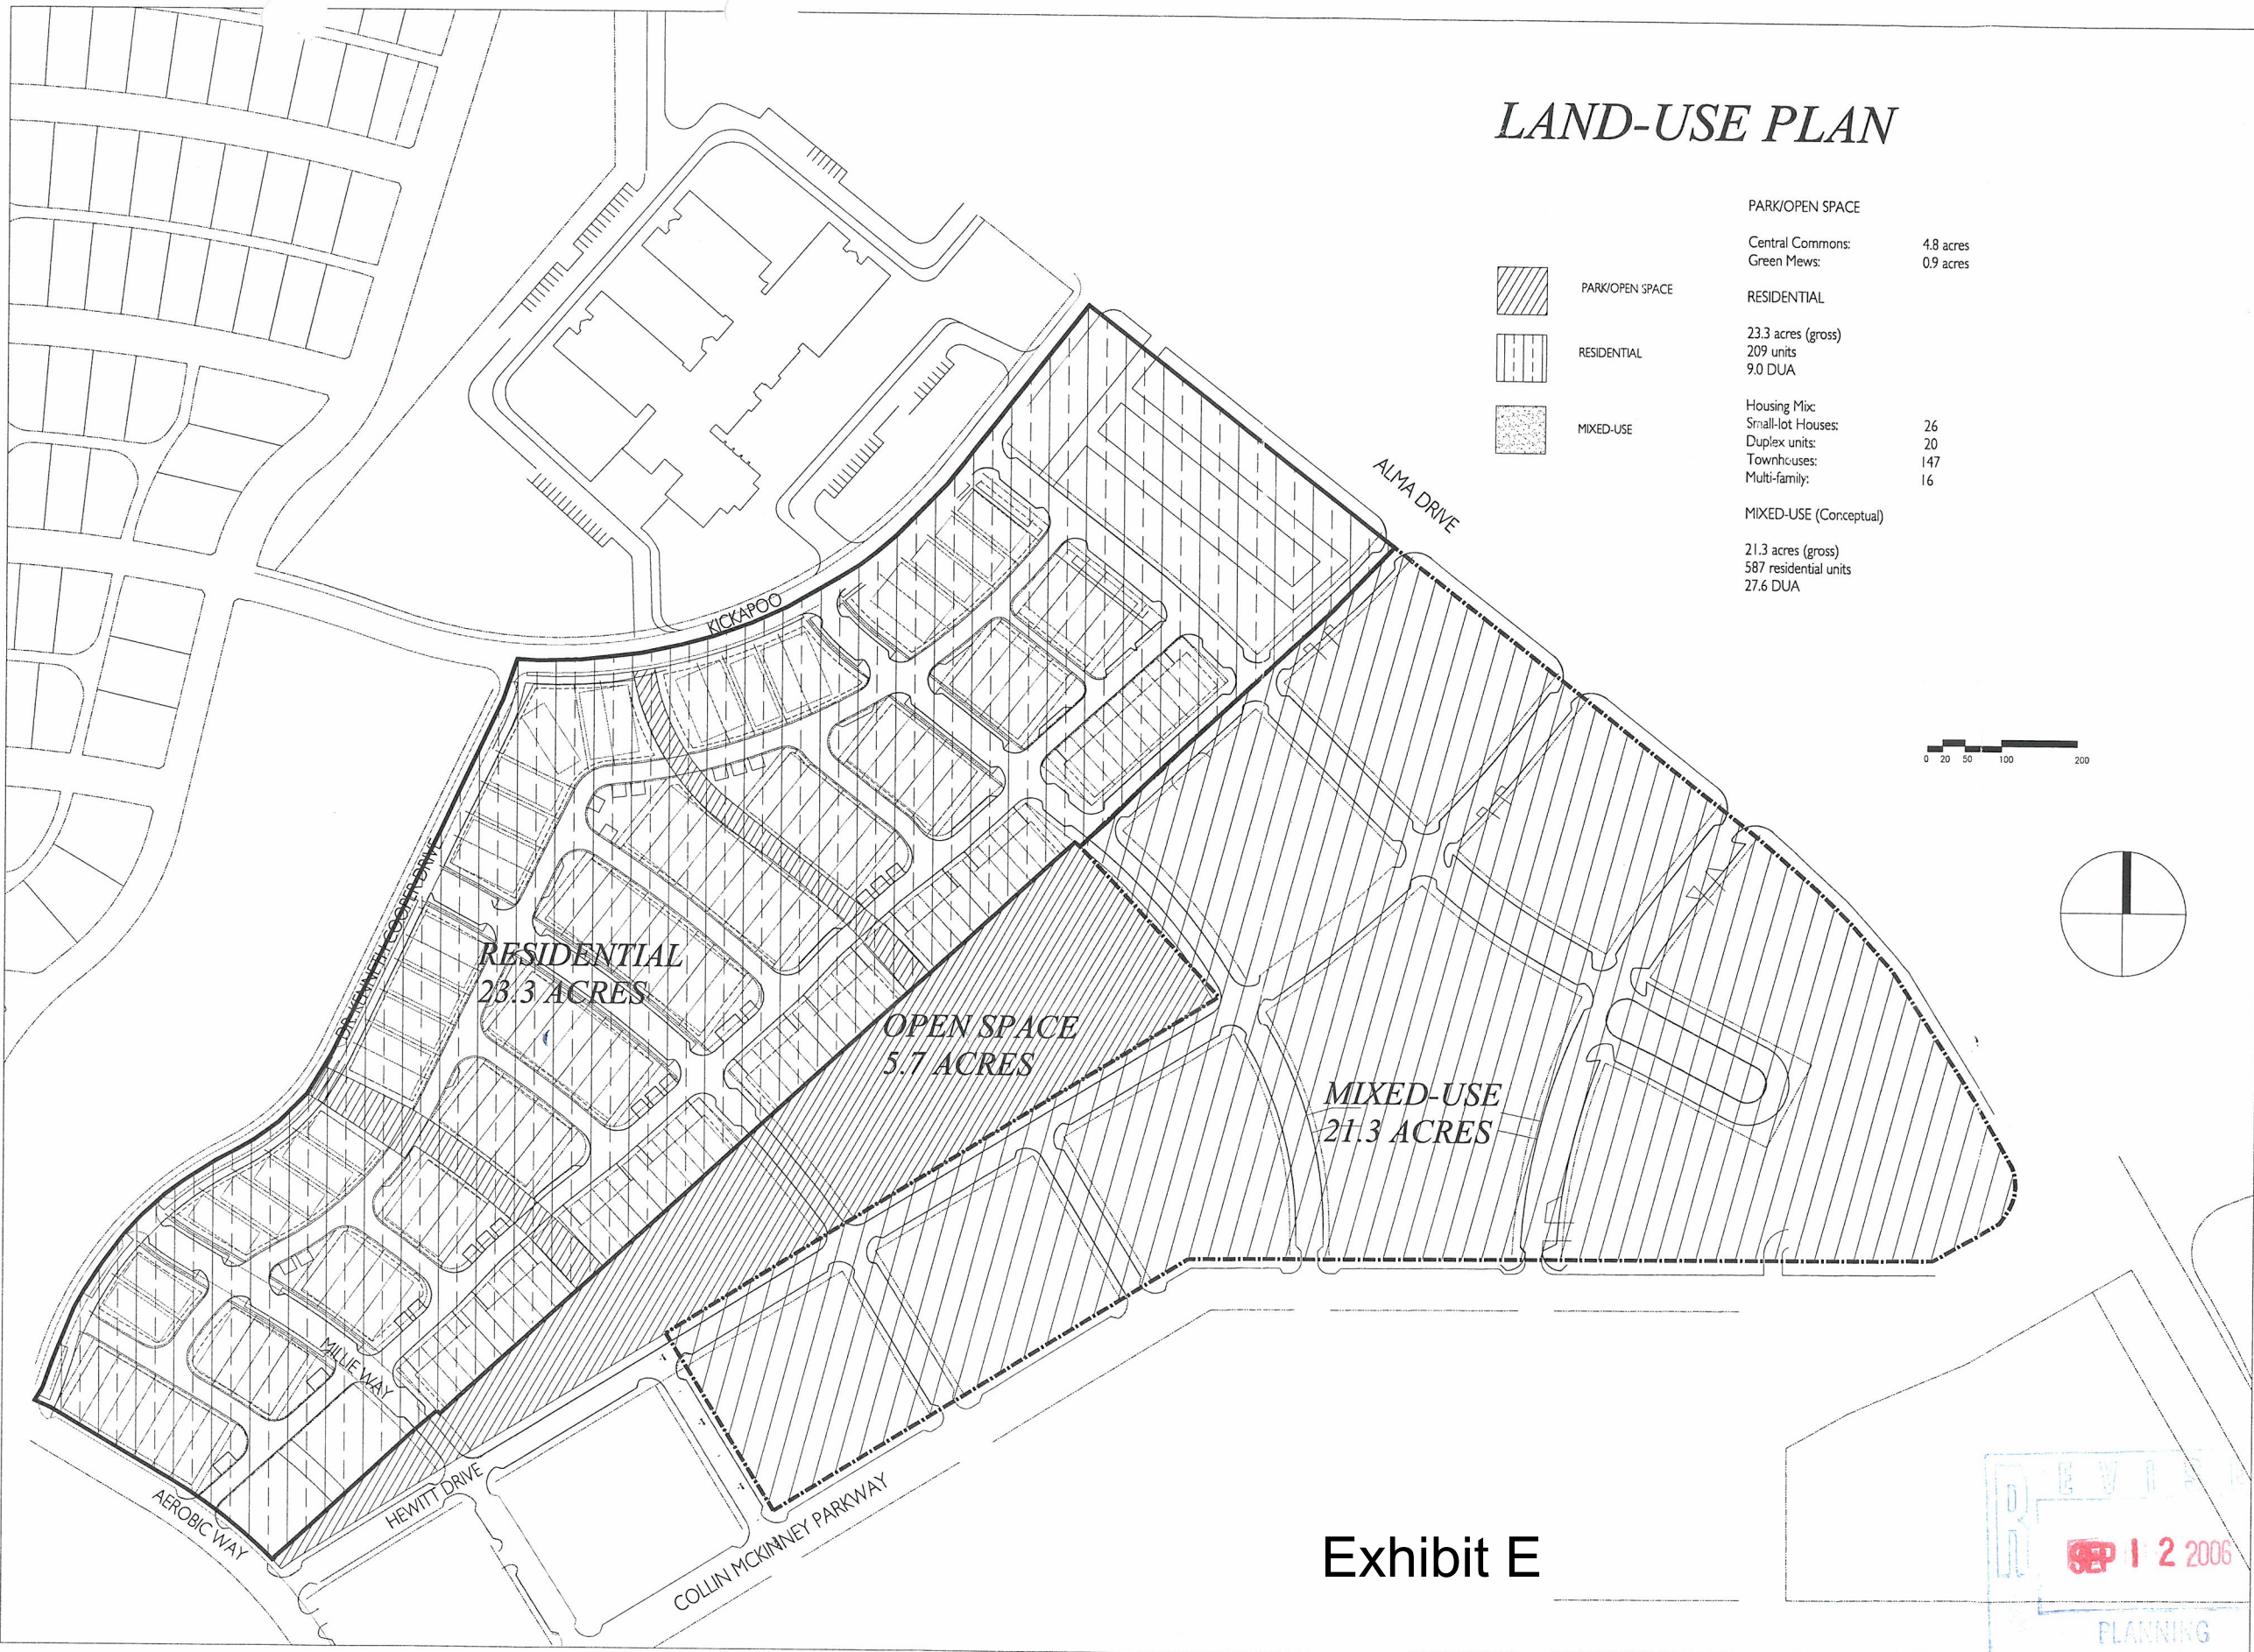 LAND-USE PLAN
PARK/OPEN SPACE
Central Commons: 4.8 acres
Green Mews: 0.9 acres
PARK/OPEN SPACE
RESIDENTIAL
23.3 acres (gross)
RESIDENTIAL
209 units
9.0 DUA
Housing Mix:
Small-lot Houses: 26
MIXED-USE
Duplex units: 20
Townhouses: 147
Multi-family: 16
MIXED-USE (Conceptual)
21.3 acres (gross)
587 residential units
27.6 DUA
ALMA DRIVE
KICKAPOO
0 20 50 100 200
DR. KENNETH COOPER DRIVE
RESIDENTIAL
23.3 ACRES
OPEN SPACE
5.7 ACRES
MIXED-USE
21.3 ACRES
MILLIE WAY
AEROBIC WAY
HEWITT DRIVE
COLLIN MCKINNEY PARKWAY
Exhibit E
SEP 12 2006
PLANNING